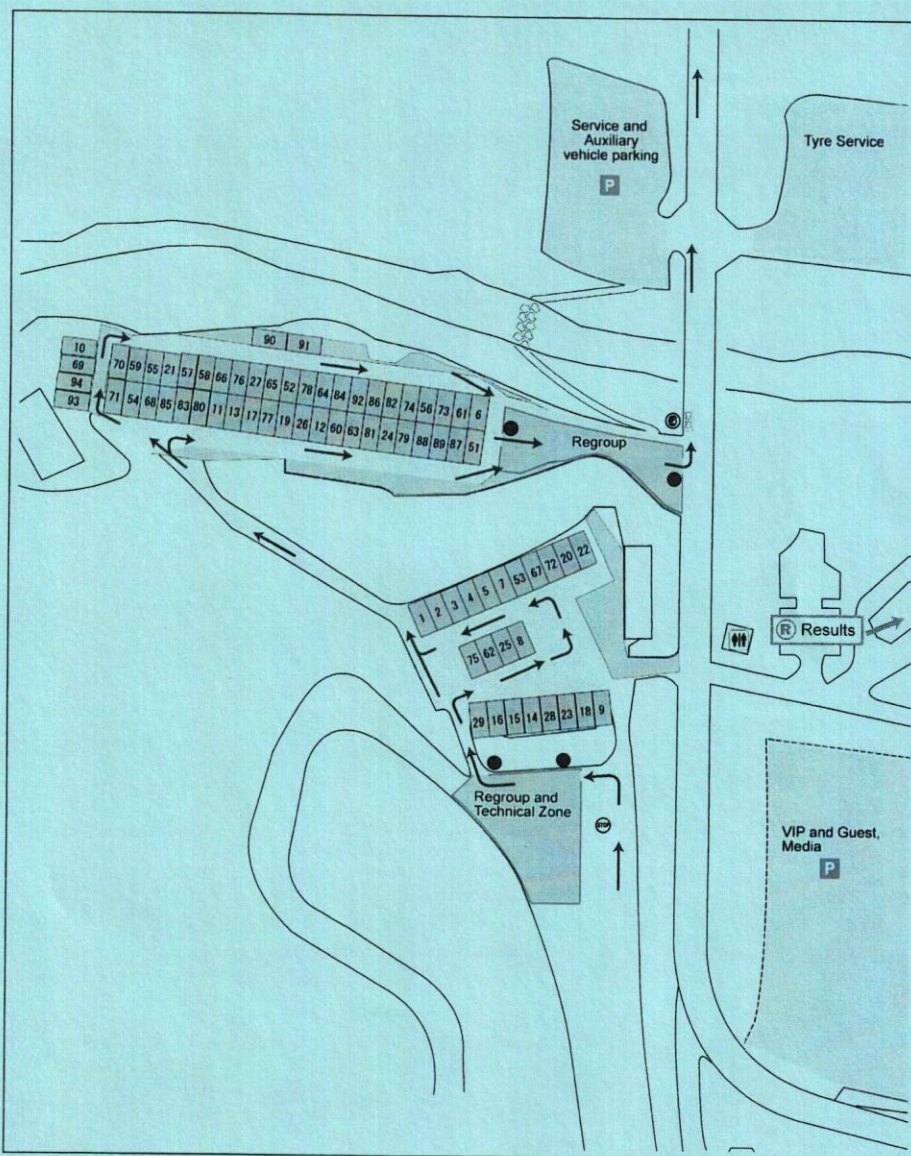 Service and
Auxiliary
vehicle parking
P
Tyre Service
10
69
94
93
90 91
70 59 55 21 57 58 66 76 27 65 52 78 64 84 92 86 82 74 56 73 61 6
71 54 68 85 83 80 11 13 17 77 19 26 12 60 63 81 24 79 88 89 87 51
Regroup
1 2 3 4 5 7 53 67 72 20 22
75 62 25 8
R Results
29 16 15 14 28 23 18 9
Regroup and
Technical Zone
STOP
VIP and Guest,
Media
P